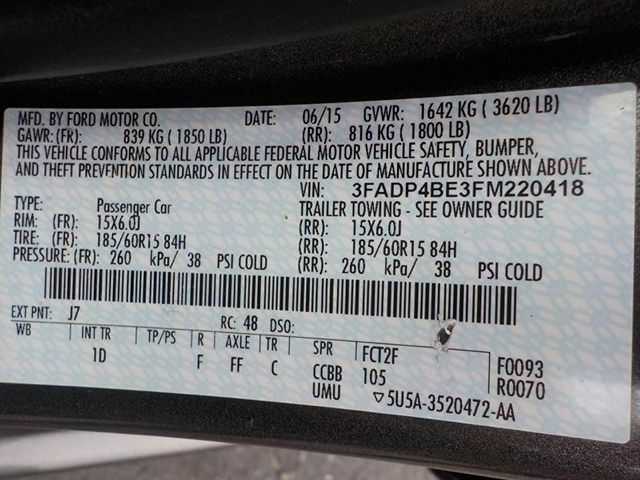 MFD. BY FORD MOTOR CO. DATE: 06/15 GVWR: 1642 KG ( 3620 LB)
GAWR: (FR): 839 KG ( 1850 LB) (RR): 816 KG ( 1800 LB)
THIS VEHICLE CONFORMS TO ALL APPLICABLE FEDERAL MOTOR VEHICLE SAFETY, BUMPER,
AND THEFT PREVENTION STANDARDS IN EFFECT ON THE DATE OF MANUFACTURE SHOWN ABOVE.
VIN: 3FADP4BE3FM220418
TYPE: Passenger Car TRAILER TOWING - SEE OWNER GUIDE
RIM: (FR): 15X6.0J (RR): 15X6.0J
TIRE: (FR): 185/60R15 84H (RR): 185/60R15 84H
PRESSURE: (FR): 260 kPa/ 38 PSI COLD (RR): 260 kPa/ 38 PSI COLD
EXT PNT: J7 RC: 48 DSO:
WB INT TR TP/PS R AXLE TR SPR FCT2F F0093
1D F FF C CCBB 105 R0070
UMU ▽5U5A-3520472-AA